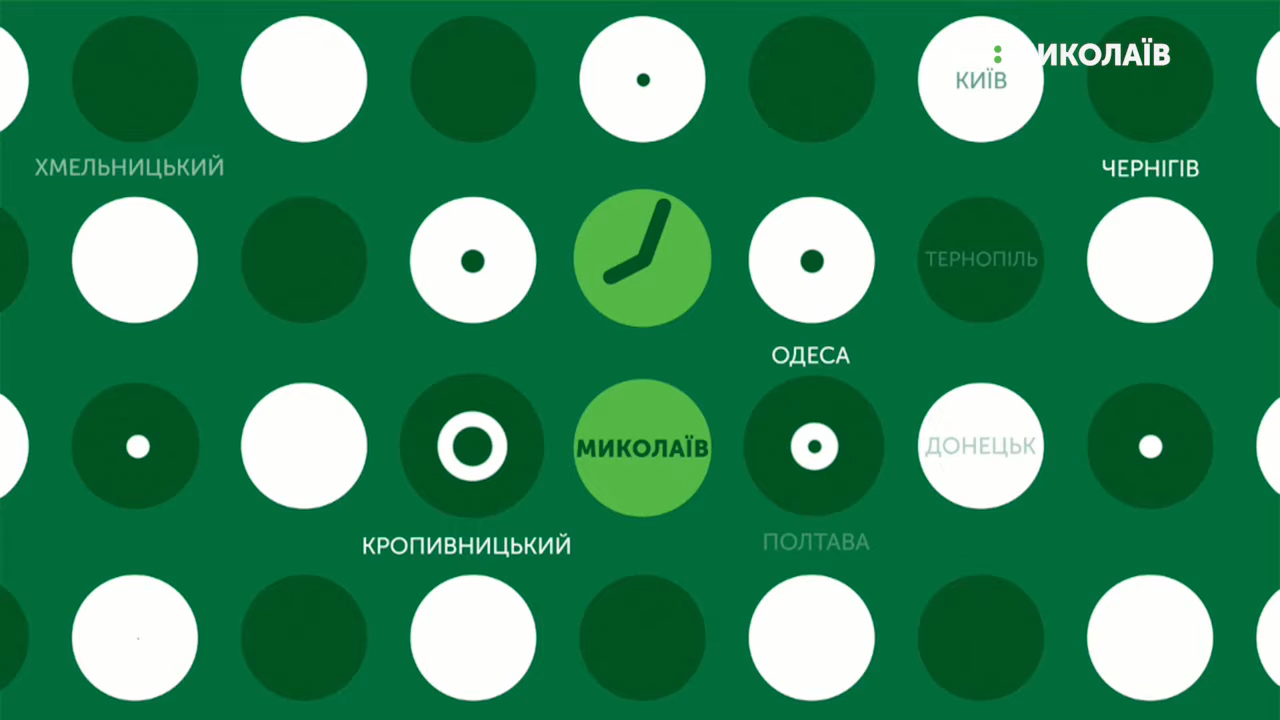 : МИКОЛАЇВ
КИЇВ
ХМЕЛЬНИЦЬКИЙ
ЧЕРНІГІВ
ТЕРНОПІЛЬ
ОДЕСА
МИКОЛАЇВ
ДОНЕЦЬК
КРОПИВНИЦЬКИЙ
ПОЛТАВА